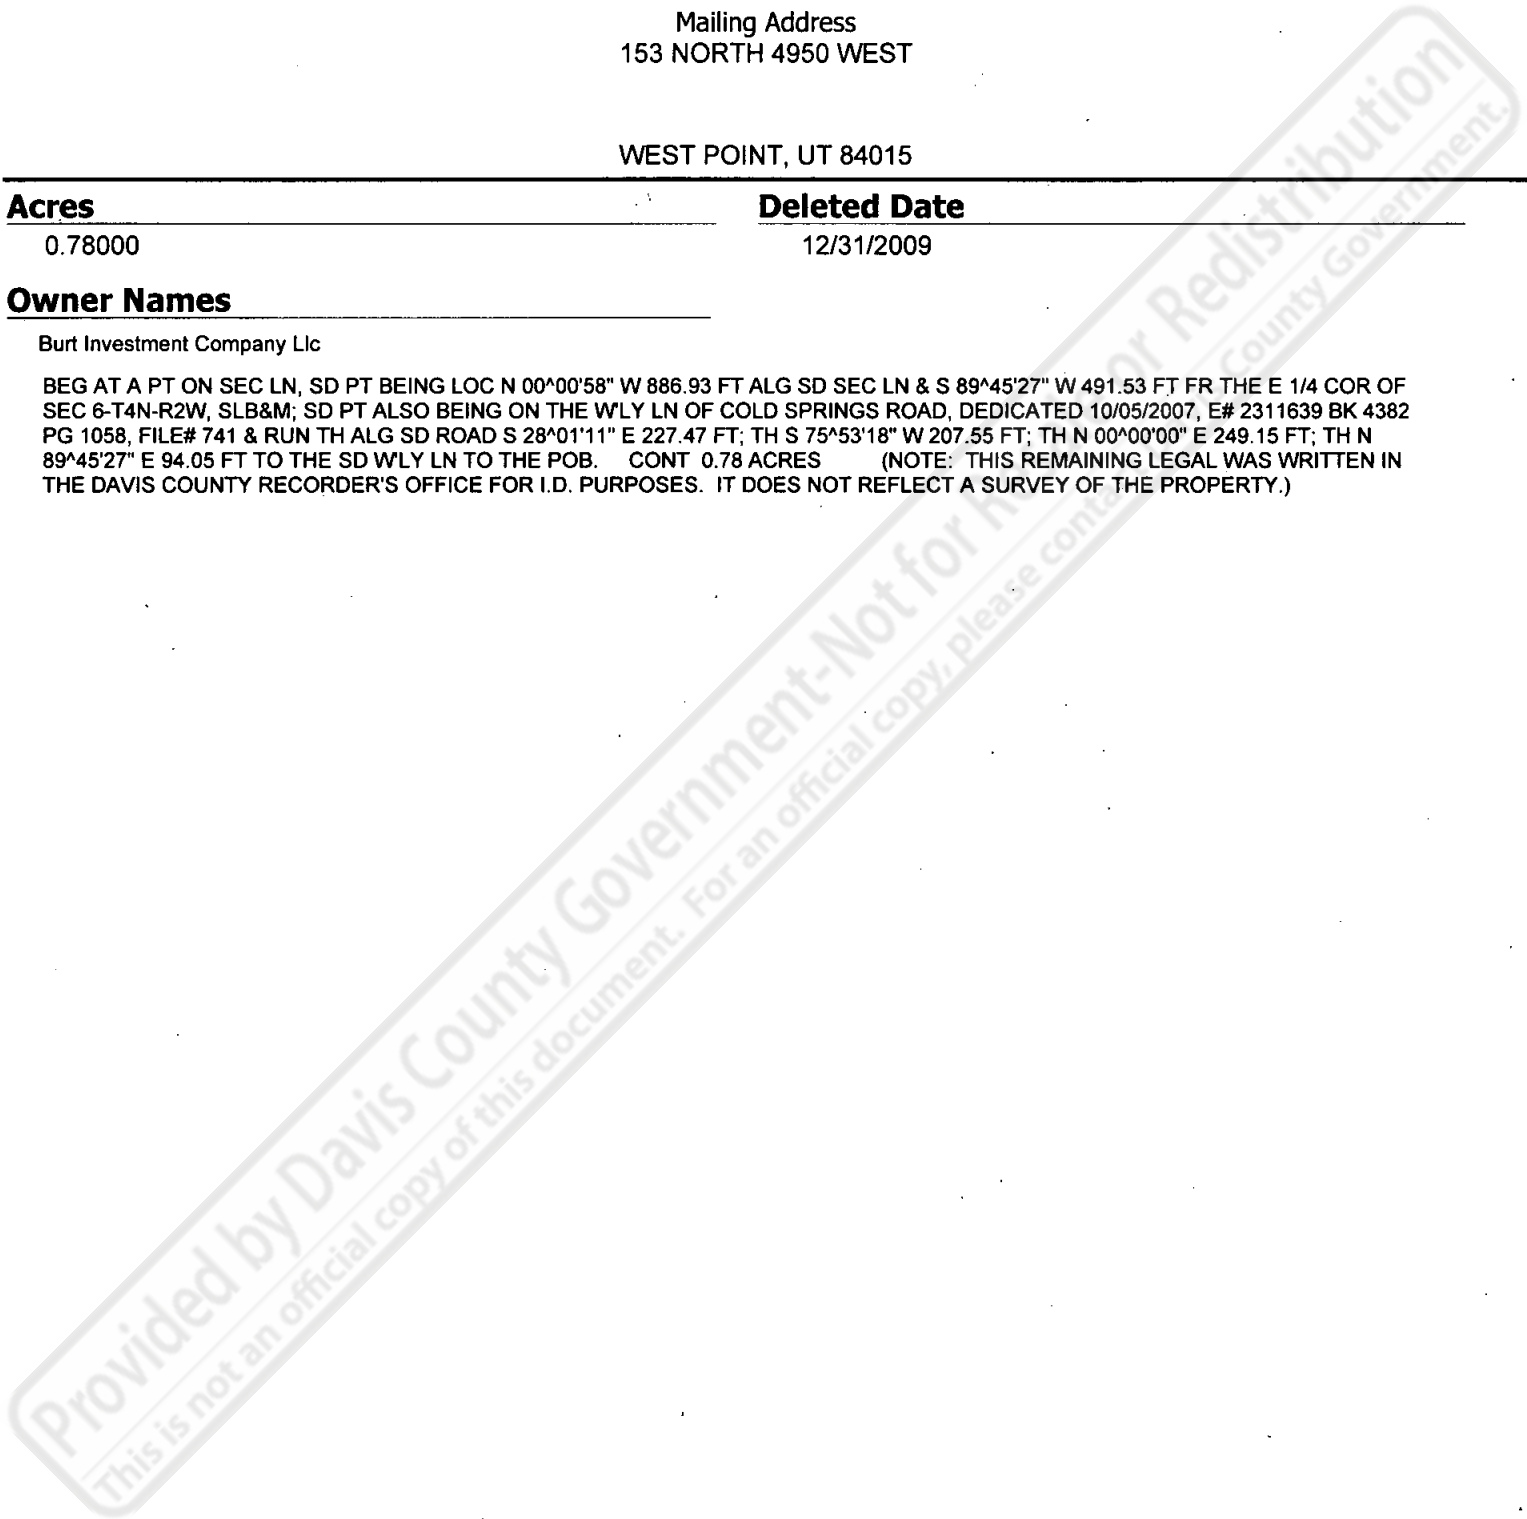 Mailing Address
153 NORTH 4950 WEST
WEST POINT, UT 84015
Acres
Deleted Date
0.78000
12/31/2009
Owner Names
Burt Investment Company Llc
BEG AT A PT ON SEC LN, SD PT BEING LOC N 00^00'58" W 886.93 FT ALG SD SEC LN & S 89^45'27" W 491.53 FT FR THE E 1/4 COR OF
SEC 6-T4N-R2W, SLB&M; SD PT ALSO BEING ON THE W'LY LN OF COLD SPRINGS ROAD, DEDICATED 10/05/2007, E# 2311639 BK 4382
PG 1058, FILE# 741 & RUN TH ALG SD ROAD S 28^01'11" E 227.47 FT; TH S 75^53'18" W 207.55 FT; TH N 00^00'00" E 249.15 FT; TH N
89^45'27" E 94.05 FT TO THE SD W'LY LN TO THE POB. CONT 0.78 ACRES (NOTE: THIS REMAINING LEGAL WAS WRITTEN IN
THE DAVIS COUNTY RECORDER'S OFFICE FOR I.D. PURPOSES. IT DOES NOT REFLECT A SURVEY OF THE PROPERTY.)
Provided by Davis County Government-Not for Resale or Redistribution
This is not an official copy of this document. For an official copy, please contact Davis County Government.